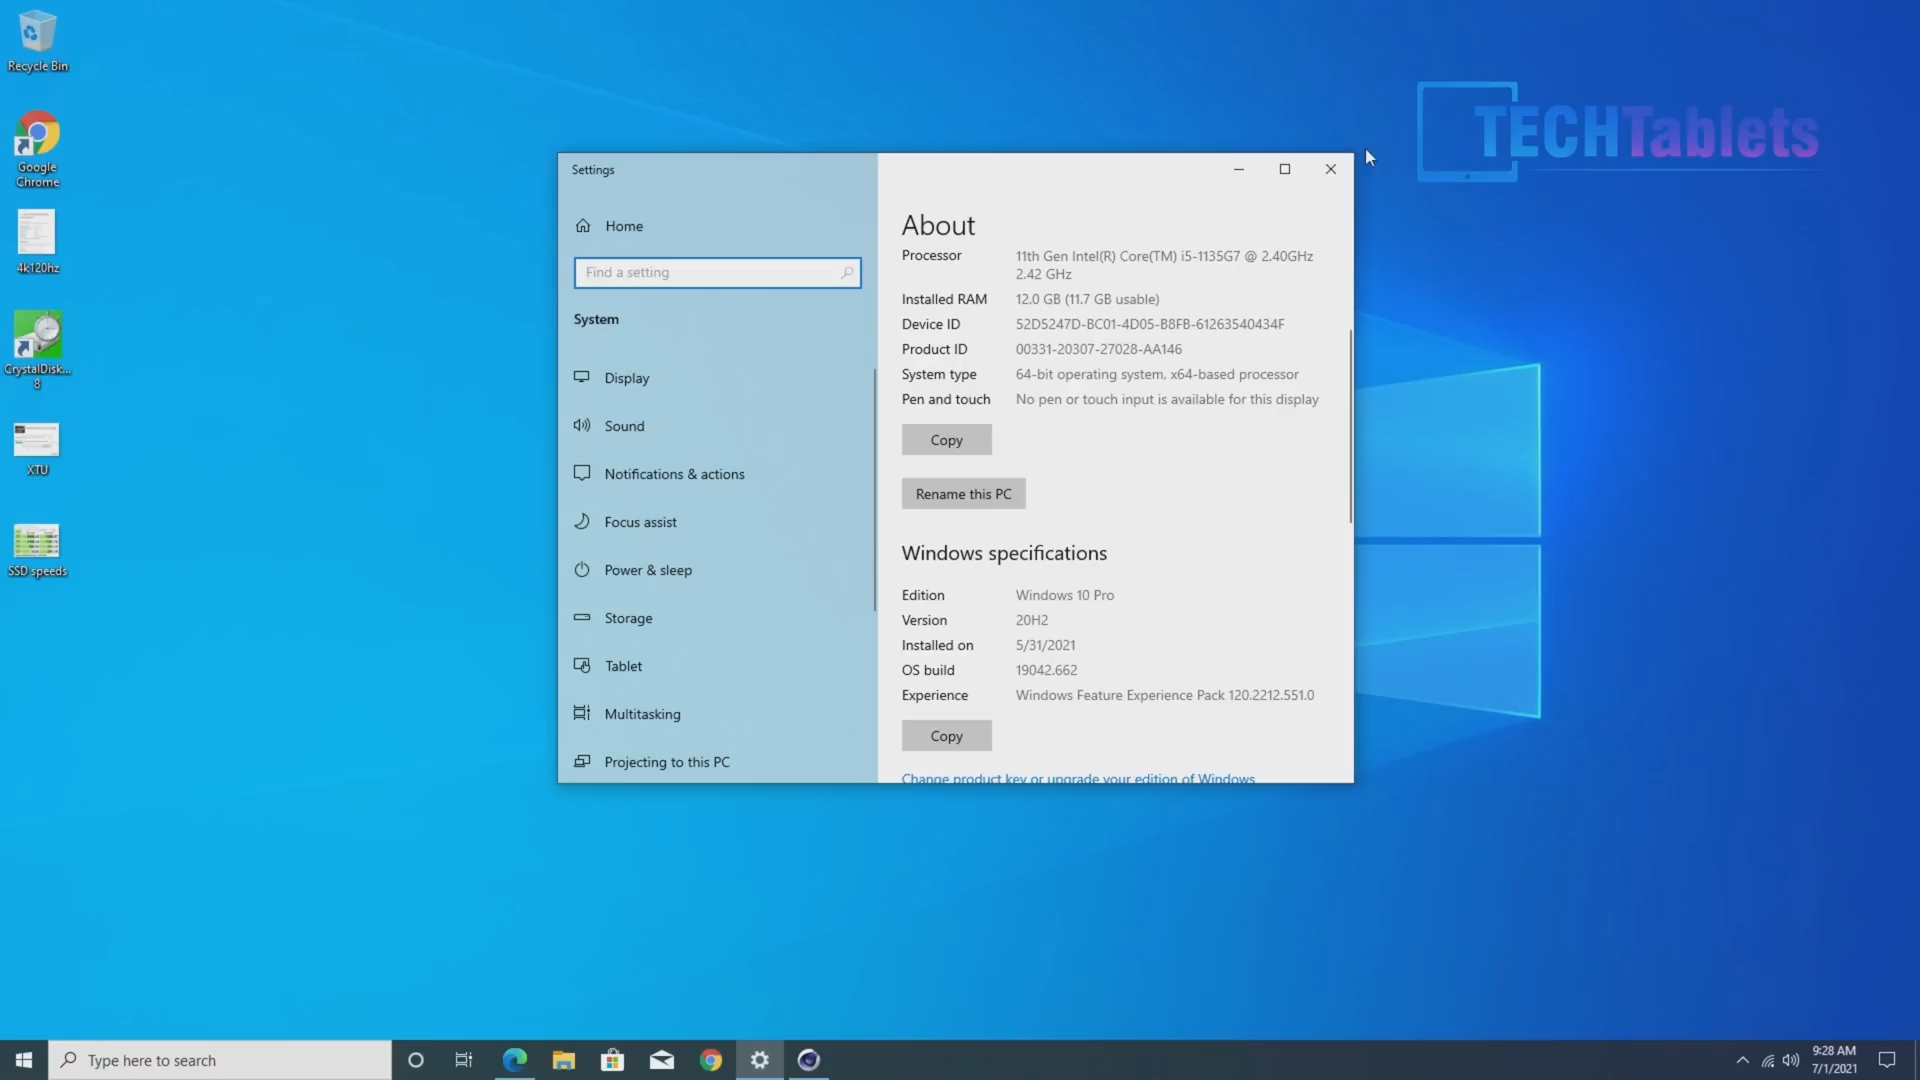 Recycle Bin
Google
Chrome
4k120hz
CrystalDisk...
8
XTU
SSD speeds
TECHTablets
Settings
Home
Find a setting
System
Display
Sound
Notifications & actions
Focus assist
Power & sleep
Storage
Tablet
Multitasking
Projecting to this PC
About
Processor 11th Gen Intel(R) Core(TM) i5-1135G7 @ 2.40GHz
2.42 GHz
Installed RAM 12.0 GB (11.7 GB usable)
Device ID 52D5247D-BC01-4D05-B8FB-61263540434F
Product ID 00331-20307-27028-AA146
System type 64-bit operating system, x64-based processor
Pen and touch No pen or touch input is available for this display
Copy
Rename this PC
Windows specifications
Edition Windows 10 Pro
Version 20H2
Installed on 5/31/2021
OS build 19042.662
Experience Windows Feature Experience Pack 120.2212.551.0
Copy
Change product key or upgrade your edition of Windows
Type here to search
9:28 AM
7/1/2021